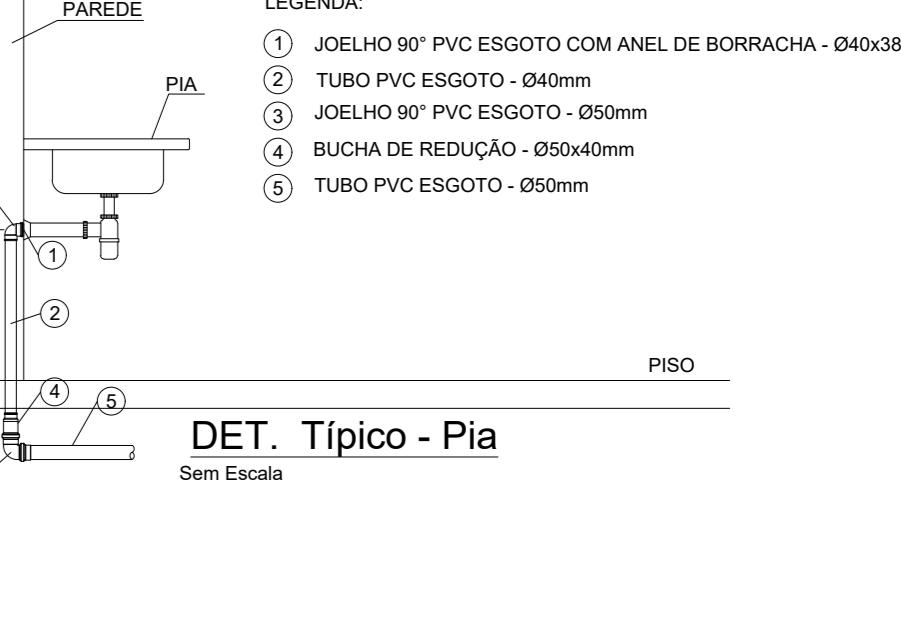 PAREDE
LEGENDA:
1 JOELHO 90° PVC ESGOTO COM ANEL DE BORRACHA - Ø40x38
2 TUBO PVC ESGOTO - Ø40mm
3 JOELHO 90° PVC ESGOTO - Ø50mm
4 BUCHA DE REDUÇÃO - Ø50x40mm
5 TUBO PVC ESGOTO - Ø50mm
PIA
1
2
PISO
4
5
DET. Típico - Pia
Sem Escala